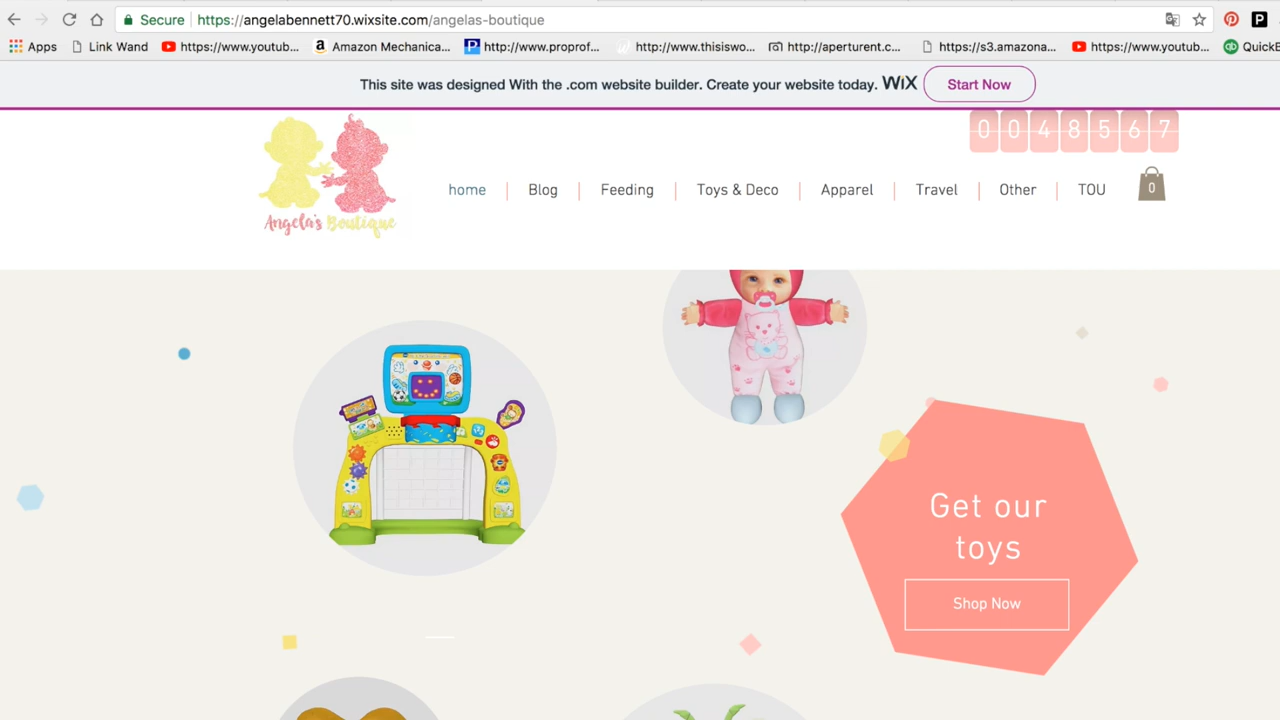 Secure https://angelabennett70.wixsite.com/angelas-boutique
Apps Link Wand https://www.youtub... Amazon Mechanica... http://www.proprof... http://www.thisiswo... http://aperturent.c... https://s3.amazona... https://www.youtub... QuickB
This site was designed With the .com website builder. Create your website today. WiX Start Now
0 0 4 8 5 6 7
Angela's Boutique
home Blog Feeding Toys & Deco Apparel Travel Other TOU 0
Get our
toys
Shop Now